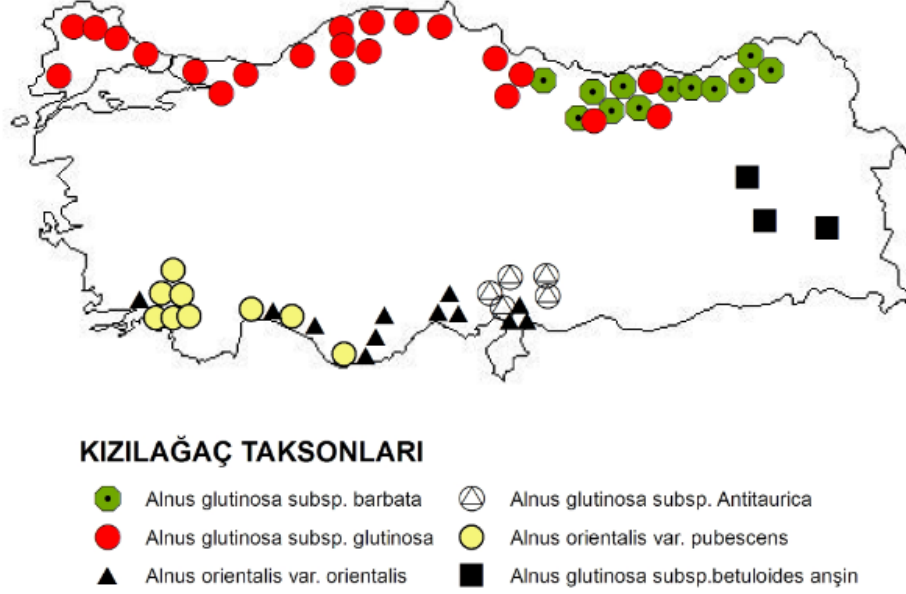 KIZILAĞAÇ TAKSONLARI
Alnus glutinosa subsp. barbata
Alnus glutinosa subsp. Antitaurica
Alnus glutinosa subsp. glutinosa
Alnus orientalis var. pubescens
Alnus orientalis var. orientalis
Alnus glutinosa subsp.betuloides anşin